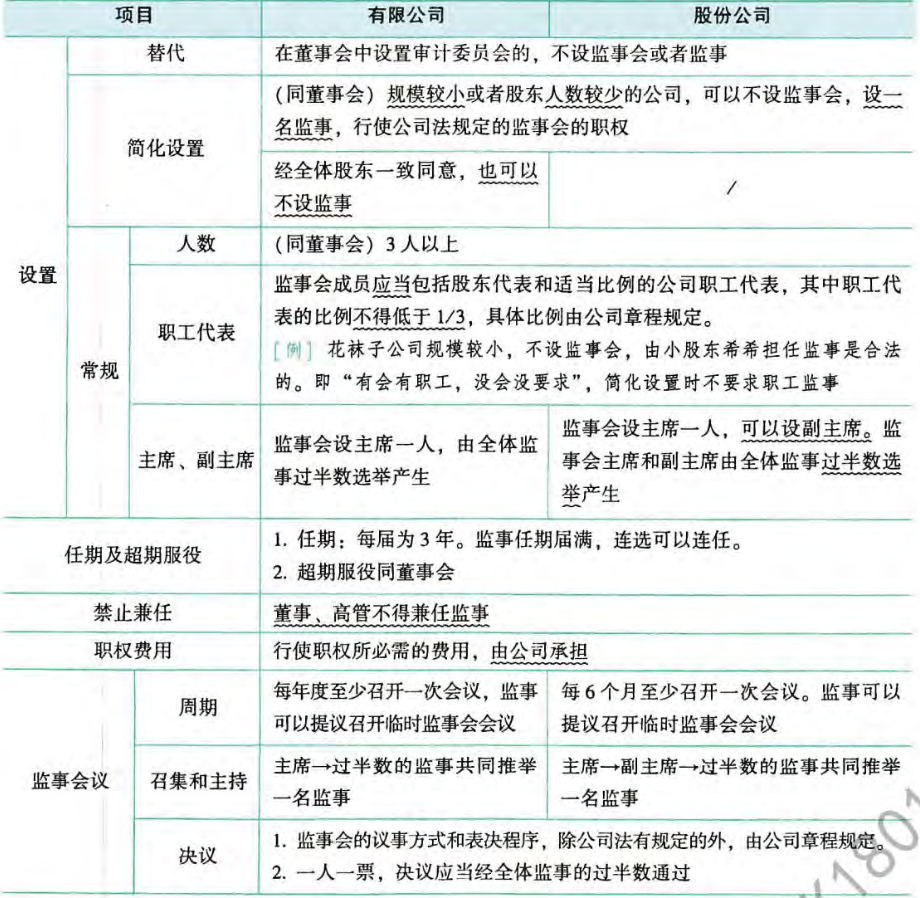 项目 有限公司 股份公司
设置
替代 在董事会中设置审计委员会的，不设监事会或者监事
简化设置
(同董事会) 规模较小或者股东人数较少的公司，可以不设监事会，设一
名监事，行使公司法规定的监事会的职权
经全体股东一致同意，也可以
不设监事
/
常规
人数 (同董事会) 3人以上
职工代表
监事会成员应当包括股东代表和适当比例的公司职工代表，其中职工代
表的比例不得低于 1/3，具体比例由公司章程规定。
[例] 花袜子公司规模较小，不设监事会，由小股东希希担任监事是合法
的。即“有会有职工，没会没要求”，简化设置时不要求职工监事
主席、副主席
监事会设主席一人，由全体监
事过半数选举产生
监事会设主席一人，可以设副主席。监
事会主席和副主席由全体监事过半数选
举产生
任期及超期服役
1. 任期：每届为 3 年。监事任期届满，连选可以连任。
2. 超期服役同董事会
禁止兼任 董事、高管不得兼任监事
职权费用 行使职权所必需的费用，由公司承担
监事会议
周期
每年度至少召开一次会议，监事
可以提议召开临时监事会会议
每 6 个月至少召开一次会议。监事可以
提议召开临时监事会会议
召集和主持
主席→过半数的监事共同推举
一名监事
主席→副主席→过半数的监事共同推举
一名监事
决议
1. 监事会的议事方式和表决程序，除公司法有规定的外，由公司章程规定。
2. 一人一票，决议应当经全体监事的过半数通过